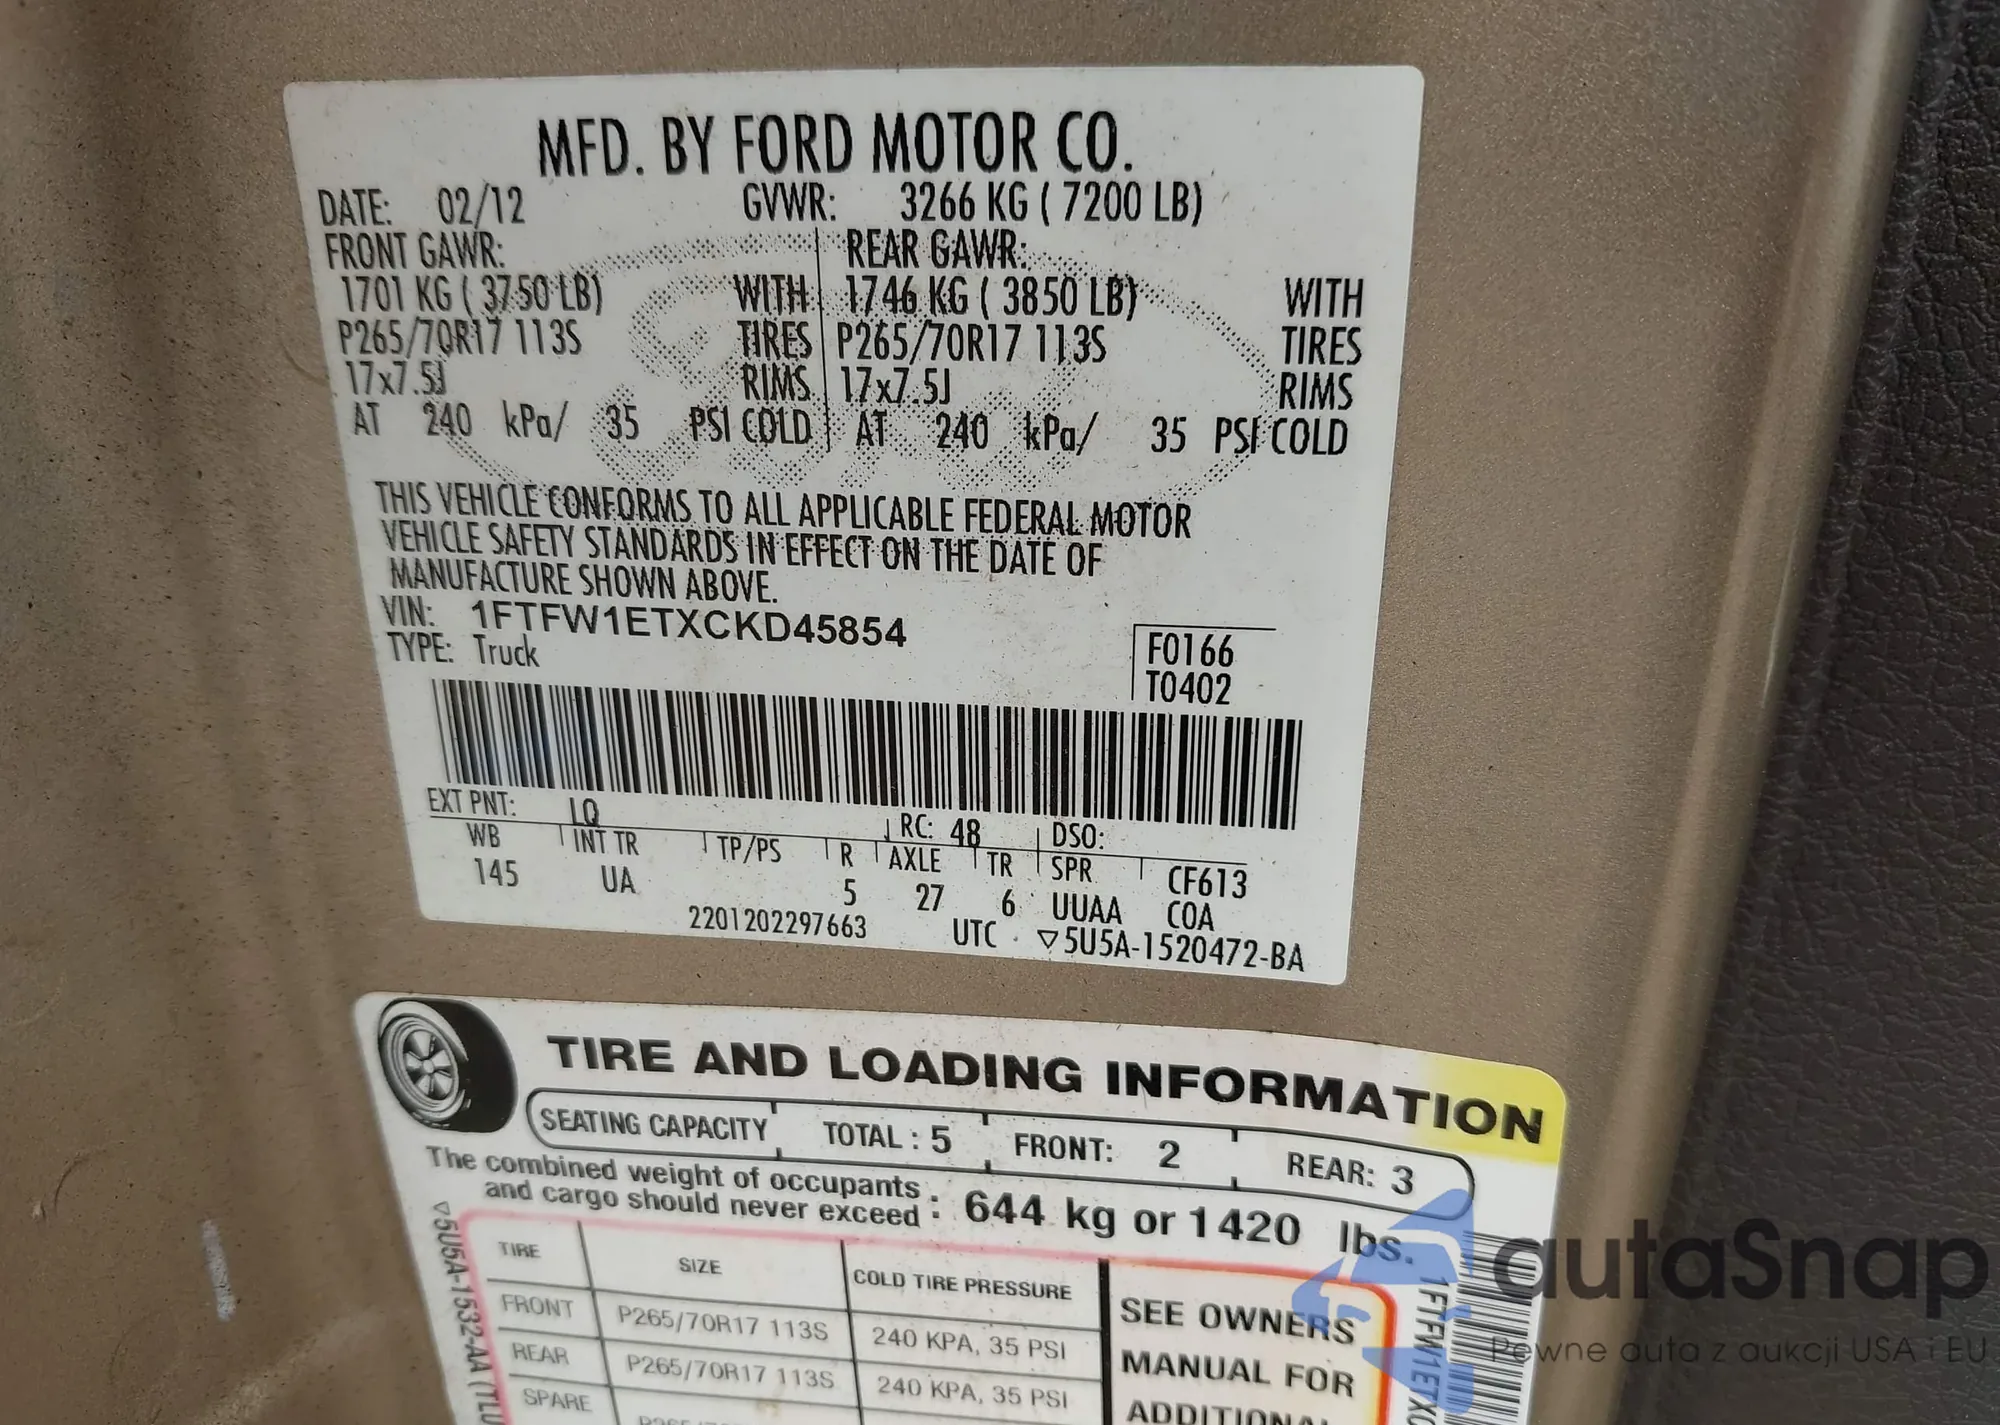 MFD. BY FORD MOTOR CO.
DATE: 02/12 GVWR: 3266 KG ( 7200 LB)
FRONT GAWR: REAR GAWR:
1701 KG ( 3750 LB) WITH 1746 KG ( 3850 LB) WITH
P265/70R17 113S TIRES P265/70R17 113S TIRES
17x7.5J RIMS 17x7.5J RIMS
AT 240 kPa/ 35 PSI COLD AT 240 kPa/ 35 PSI COLD
THIS VEHICLE CONFORMS TO ALL APPLICABLE FEDERAL MOTOR
VEHICLE SAFETY STANDARDS IN EFFECT ON THE DATE OF
MANUFACTURE SHOWN ABOVE.
VIN: 1FTFW1ETXCKD45854
TYPE: Truck
F0166
T0402
EXT PNT: LQ RC: 48 DSO:
WB INT TR TP/PS R AXLE TR SPR CF613
145 UA 5 27 6 UUAA COA
2201202297663 UTC ▽5U5A-1520472-BA
TIRE AND LOADING INFORMATION
SEATING CAPACITY TOTAL : 5 FRONT: 2 REAR: 3
The combined weight of occupants
and cargo should never exceed : 644 kg or 1420 lbs.
TIRE SIZE COLD TIRE PRESSURE
FRONT P265/70R17 113S 240 KPA, 35 PSI
REAR P265/70R17 113S 240 KPA, 35 PSI
SPARE
SEE OWNERS
MANUAL FOR
ADDITIONAL
▽5U5A-1532-AA (TLU
1FTFW1ETXC
autaSnap
Pewne auta z aukcji USA i EU